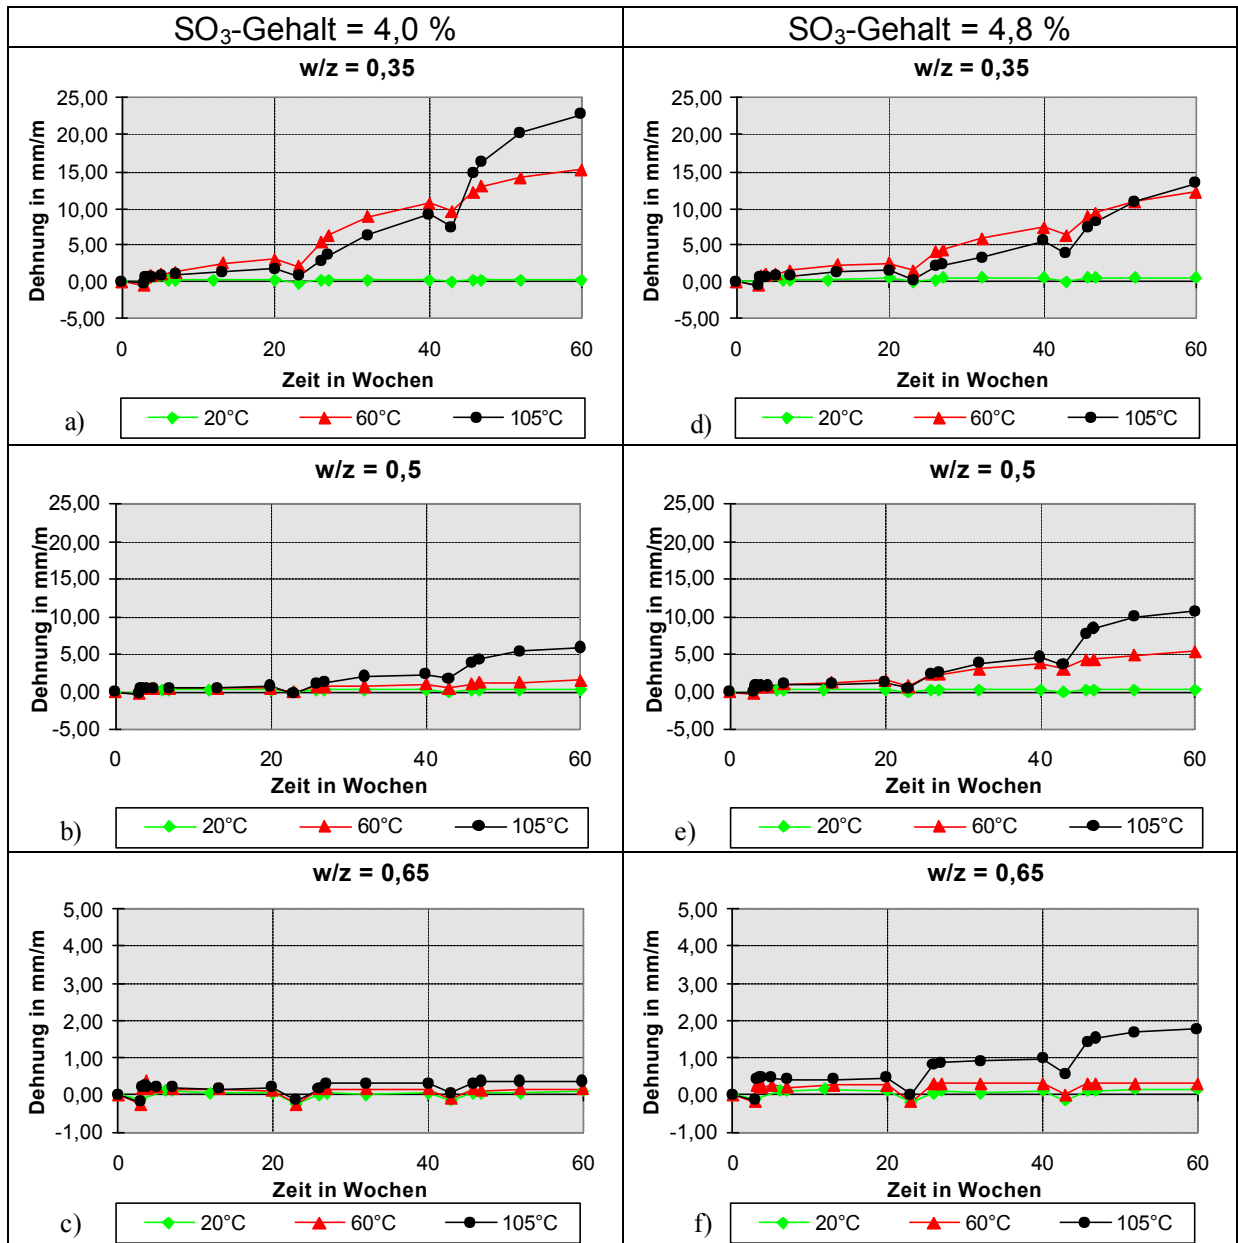 SO₃-Gehalt = 4,0 %
SO₃-Gehalt = 4,8 %
w/z = 0,35
Dehnung in mm/m
25,00
20,00
15,00
10,00
5,00
0,00
-5,00
0 20 40 60
Zeit in Wochen
a)
20°C 60°C 105°C
w/z = 0,35
Dehnung in mm/m
25,00
20,00
15,00
10,00
5,00
0,00
-5,00
0 20 40 60
Zeit in Wochen
d)
20°C 60°C 105°C
w/z = 0,5
Dehnung in mm/m
25,00
20,00
15,00
10,00
5,00
0,00
-5,00
0 20 40 60
Zeit in Wochen
b)
20°C 60°C 105°C
w/z = 0,5
Dehnung in mm/m
25,00
20,00
15,00
10,00
5,00
0,00
-5,00
0 20 40 60
Zeit in Wochen
e)
20°C 60°C 105°C
w/z = 0,65
Dehnung in mm/m
5,00
4,00
3,00
2,00
1,00
0,00
-1,00
0 20 40 60
Zeit in Wochen
c)
20°C 60°C 105°C
w/z = 0,65
Dehnung in mm/m
5,00
4,00
3,00
2,00
1,00
0,00
-1,00
0 20 40 60
Zeit in Wochen
f)
20°C 60°C 105°C